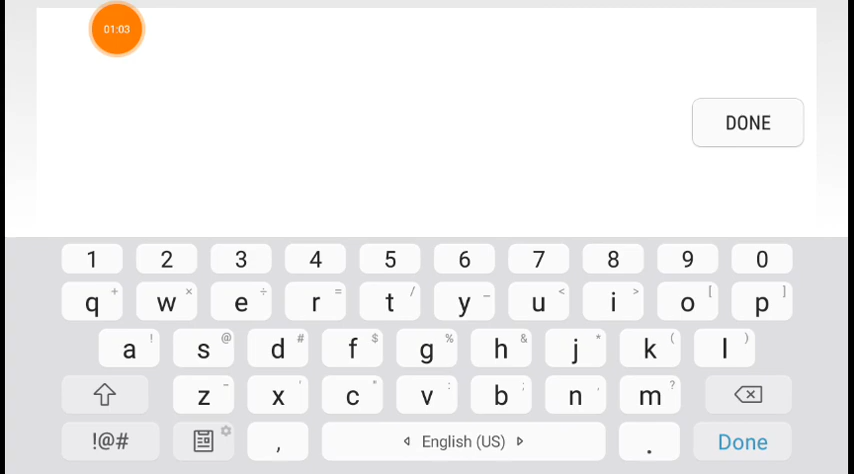 01:03
DONE
1 2 3 4 5 6 7 8 9 0
q + w × e ÷ r = t / y _ u < i > o [ p ]
a ! s @ d # f $ g % h & j * k ( l )
z - x ' c " v : b ; n , m ?
!@# , English (US) . Done